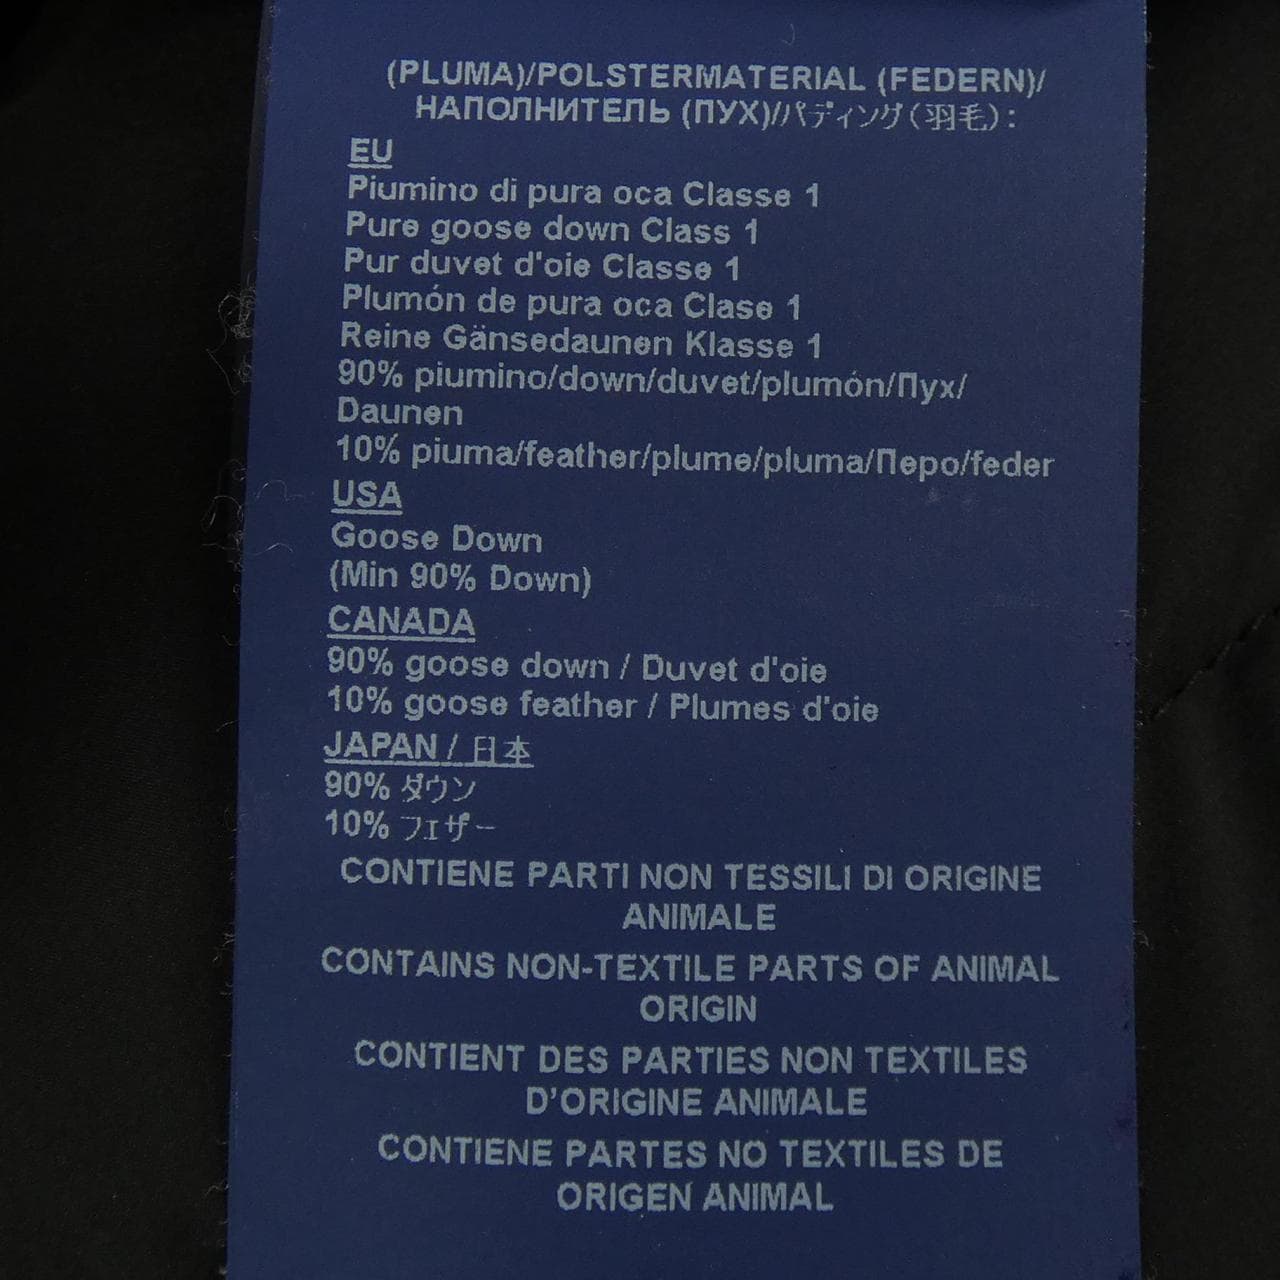 (PLUMA)/POLSTERMATERIAL (FEDERN)/
НАПОЛНИТЕЛЬ (ПУХ)//パディング(羽毛):
EU
Piumino di pura oca Classe 1
Pure goose down Class 1
Pur duvet d'oie Classe 1
Plumón de pura oca Clase 1
Reine Gänsedaunen Klasse 1
90% piumino/down/duvet/plumón/Пух/
Daunen
10% piuma/feather/plume/pluma/Перо/feder
USA
Goose Down
(Min 90% Down)
CANADA
90% goose down / Duvet d'oie
10% goose feather / Plumes d'oie
JAPAN / 日本
90% ダウン
10% フェザー
CONTIENE PARTI NON TESSILI DI ORIGINE
ANIMALE
CONTAINS NON-TEXTILE PARTS OF ANIMAL
ORIGIN
CONTIENT DES PARTIES NON TEXTILES
D’ORIGINE ANIMALE
CONTIENE PARTES NO TEXTILES DE
ORIGEN ANIMAL